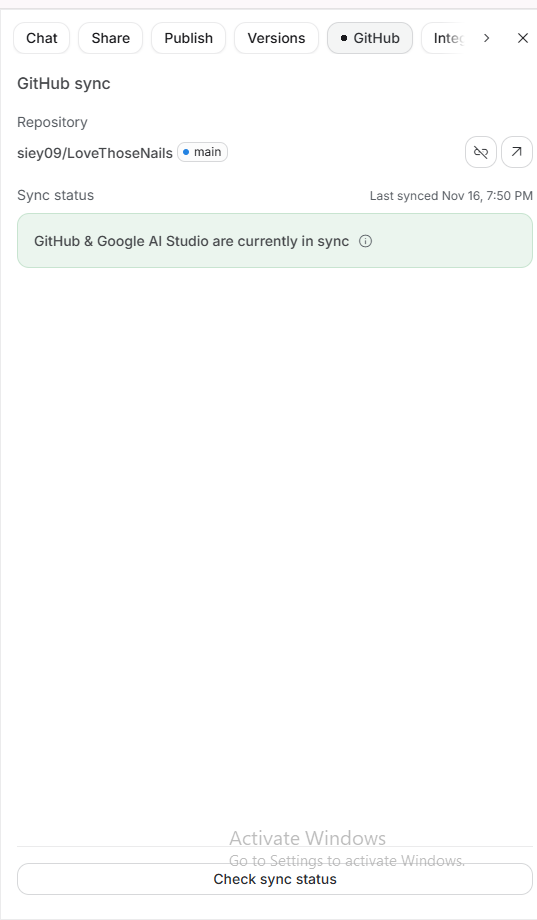 Chat Share Publish Versions GitHub
GitHub sync
Repository
siey09/LoveThoseNails main
Sync status Last synced Nov 16, 7:50 PM
GitHub & Google AI Studio are currently in sync
Activate Windows
Go to Settings to activate Windows.
Check sync status